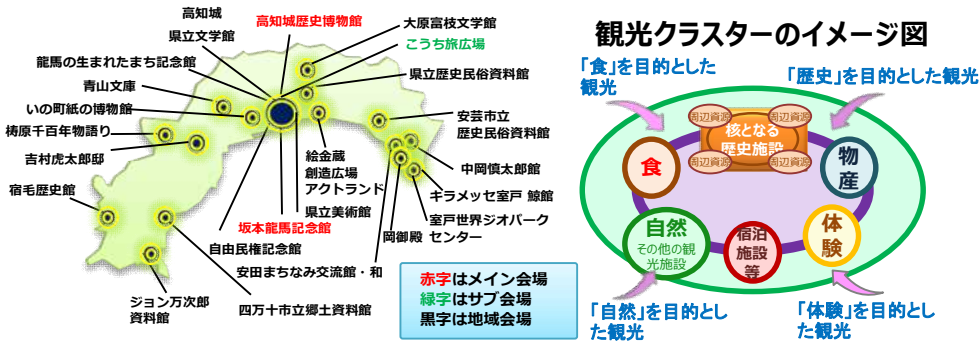 高知城
県立文学館
龍馬の生まれたまち記念館
青山文庫
いの町紙の博物館
梼原千百年物語り
吉村虎太郎邸
宿毛歴史館
高知城歴史博物館
大原富枝文学館
こうち旅広場
県立歴史民俗資料館
安芸市立
歴史民俗資料館
中岡慎太郎館
キラメッセ室戸 鯨館
室戸世界ジオパーク
センター
岡御殿
絵金蔵
創造広場
アクトランド
県立美術館
坂本龍馬記念館
自由民権記念館
安田まちなみ交流館・和
四万十市立郷土資料館
ジョン万次郎
資料館
赤字はメイン会場
緑字はサブ会場
黒字は地域会場
観光クラスターのイメージ図
「食」を目的とした
観光
「歴史」を目的とした観光
周辺資源
周辺資源
核となる
歴史施設
周辺資源
周辺資源
食
物産
自然
その他の観
光施設
宿泊
施設
等
体験
「自然」を目的とし
た観光
「体験」を目的とし
た観光